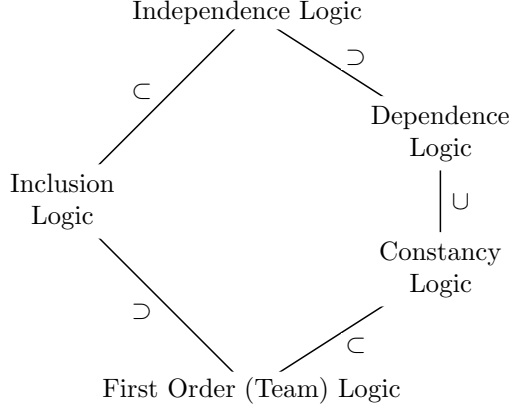 Independence Logic
⊂
⊃
Dependence
Logic
Inclusion
Logic
∪
Constancy
Logic
⊃
⊂
First Order (Team) Logic